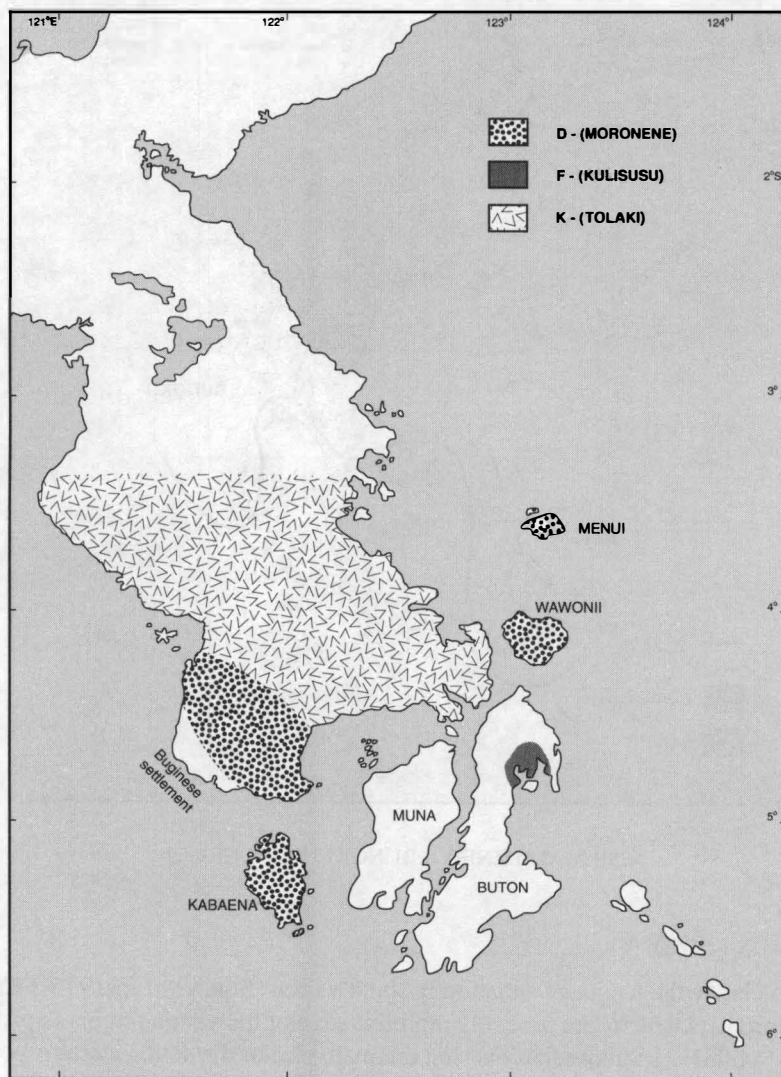 121°E
122°
123°
124°
D - (MORONENE)
F - (KULISUSU)
K - (TOLAKI)
2°S
3°
MENUI
WAWONII
4°
Buginese
settlement
MUNA
5°
BUTON
KABAENA
6°